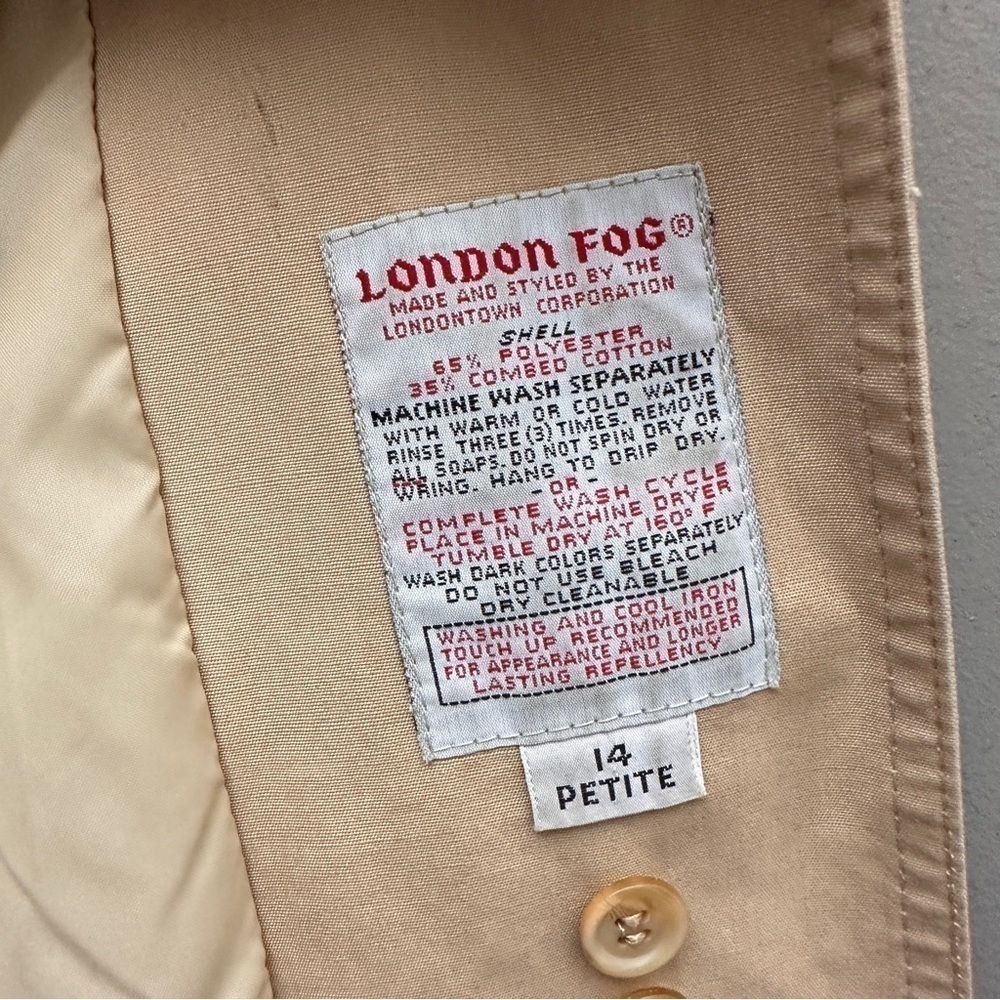 LONDON FOG®
MADE AND STYLED BY THE
LONDONTOWN CORPORATION
SHELL
65% POLYESTER
35% COMBED COTTON
MACHINE WASH SEPARATELY
WITH WARM OR COLD WATER
RINSE THREE (3) TIMES. REMOVE
ALL SOAPS. DO NOT SPIN DRY OR
WRING. HANG TO DRIP DRY.
- OR -
COMPLETE WASH CYCLE
PLACE IN MACHINE DRYER
TUMBLE DRY AT 160° F
WASH DARK COLORS SEPARATELY
DO NOT USE BLEACH
DRY CLEANABLE
WASHING AND COOL IRON
TOUCH UP RECOMMENDED
FOR APPEARANCE AND LONGER
LASTING REPELLENCY
14
PETITE